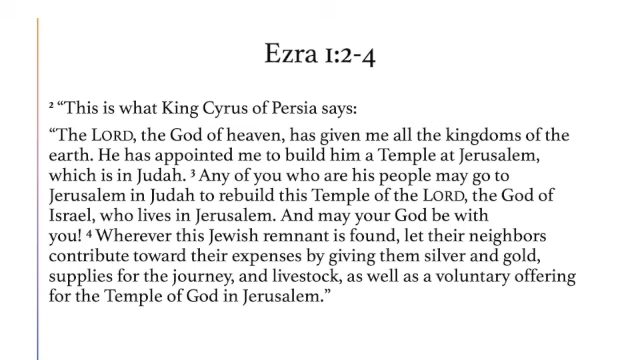 Ezra 1:2-4
² “This is what King Cyrus of Persia says:
“The LORD, the God of heaven, has given me all the kingdoms of the
earth. He has appointed me to build him a Temple at Jerusalem,
which is in Judah. ³ Any of you who are his people may go to
Jerusalem in Judah to rebuild this Temple of the LORD, the God of
Israel, who lives in Jerusalem. And may your God be with
you! ⁴ Wherever this Jewish remnant is found, let their neighbors
contribute toward their expenses by giving them silver and gold,
supplies for the journey, and livestock, as well as a voluntary offering
for the Temple of God in Jerusalem.”